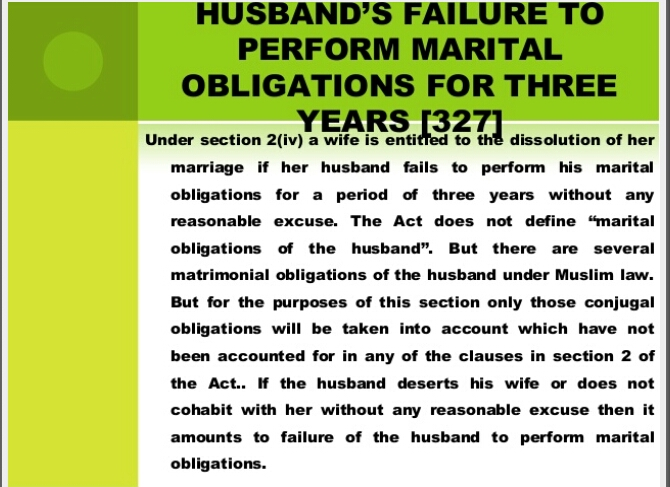 HUSBAND’S FAILURE TO
PERFORM MARITAL
OBLIGATIONS FOR THREE
YEARS [327]
Under section 2(iv) a wife is entitled to the dissolution of her
marriage if her husband fails to perform his marital
obligations for a period of three years without any
reasonable excuse. The Act does not define “marital
obligations of the husband”. But there are several
matrimonial obligations of the husband under Muslim law.
But for the purposes of this section only those conjugal
obligations will be taken into account which have not
been accounted for in any of the clauses in section 2 of
the Act.. If the husband deserts his wife or does not
cohabit with her without any reasonable excuse then it
amounts to failure of the husband to perform marital
obligations.